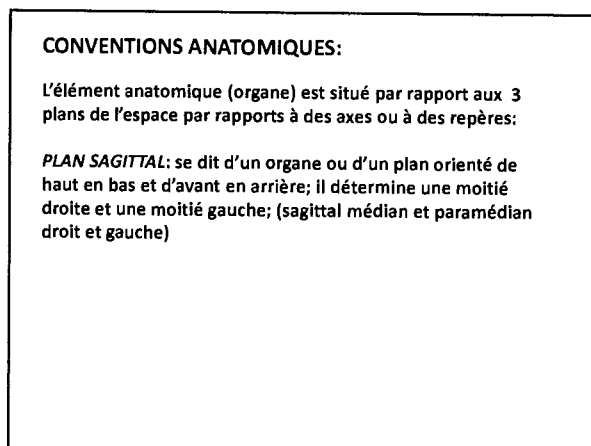 CONVENTIONS ANATOMIQUES:
L'élément anatomique (organe) est situé par rapport aux 3
plans de l'espace par rapports à des axes ou à des repères:
PLAN SAGITTAL: se dit d'un organe ou d'un plan orienté de
haut en bas et d'avant en arrière; il détermine une moitié
droite et une moitié gauche; (sagittal médian et paramédian
droit et gauche)